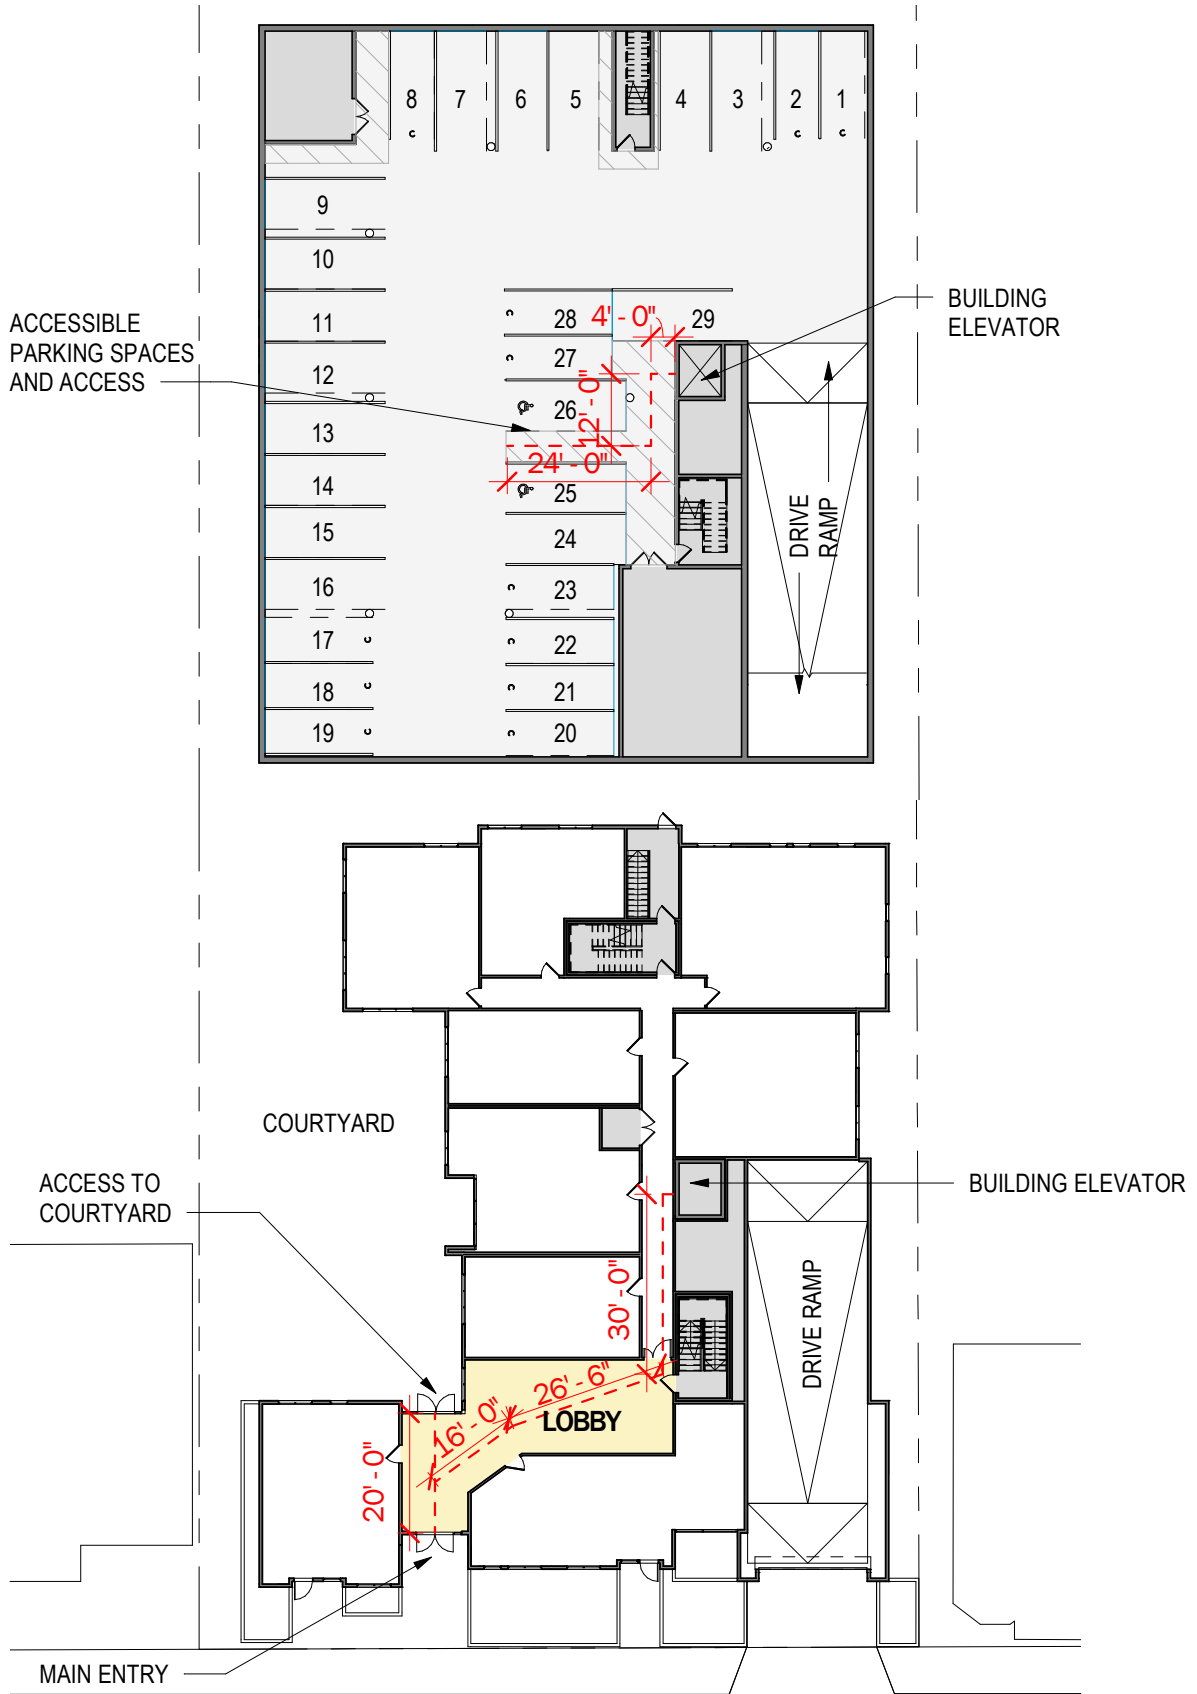 8 7 6 5 4 3 2 1
9
10
11
12
13
14
15
16
17
18
19
28
27
26
25
24
23
22
21
20
29
4' - 0"
12' - 0"
24' - 0"
ACCESSIBLE
PARKING SPACES
AND ACCESS
BUILDING
ELEVATOR
DRIVE
RAMP
COURTYARD
ACCESS TO
COURTYARD
BUILDING ELEVATOR
DRIVE RAMP
30' - 0"
26' - 6"
16' - 0"
20' - 0"
LOBBY
MAIN ENTRY